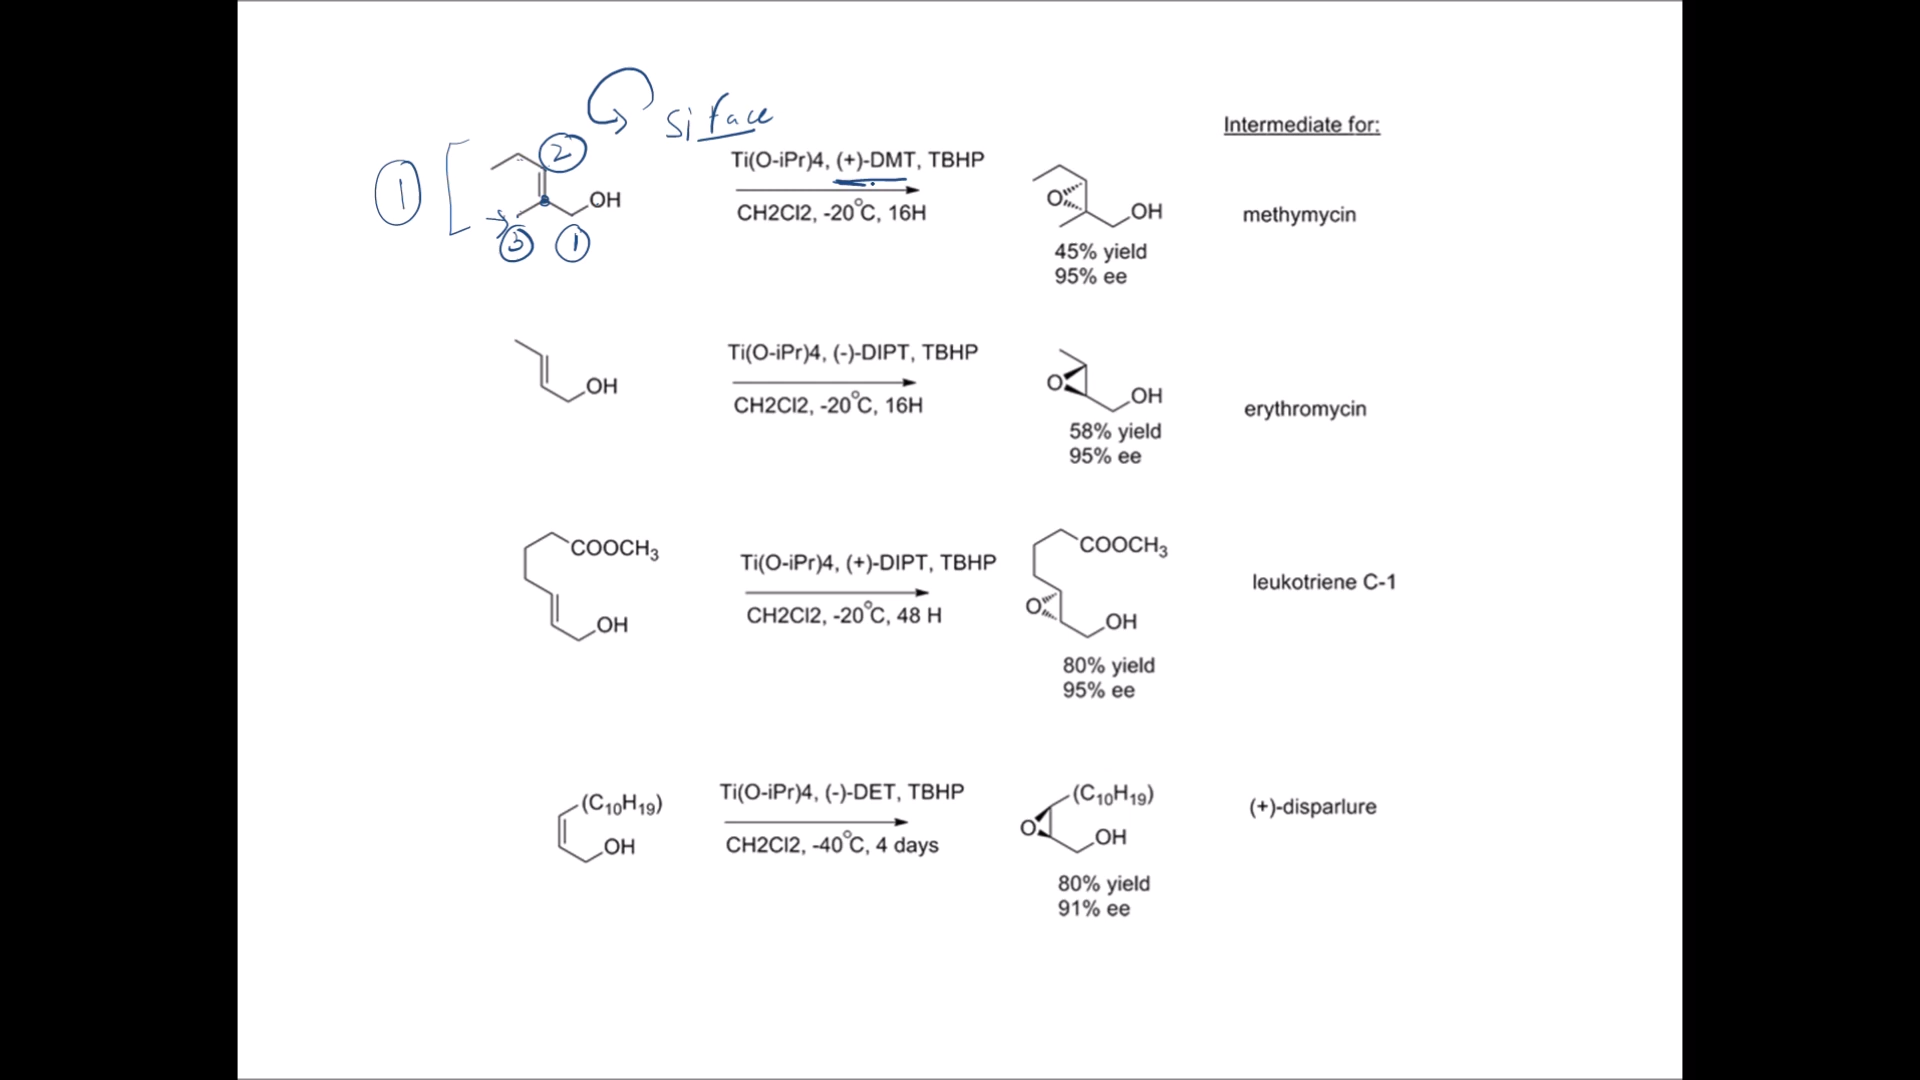 Si face
Intermediate for:
① ② OH ③ ①
Ti(O-iPr)4, (+)-DMT, TBHP
CH2Cl2, -20°C, 16H
O OH
45% yield
95% ee
methymycin
OH
Ti(O-iPr)4, (-)-DIPT, TBHP
CH2Cl2, -20°C, 16H
O OH
58% yield
95% ee
erythromycin
COOCH₃
OH
Ti(O-iPr)4, (+)-DIPT, TBHP
CH2Cl2, -20°C, 48 H
COOCH₃
O OH
80% yield
95% ee
leukotriene C-1
(C₁₀H₁₉)
OH
Ti(O-iPr)4, (-)-DET, TBHP
CH2Cl2, -40°C, 4 days
(C₁₀H₁₉)
O OH
80% yield
91% ee
(+)-disparlure